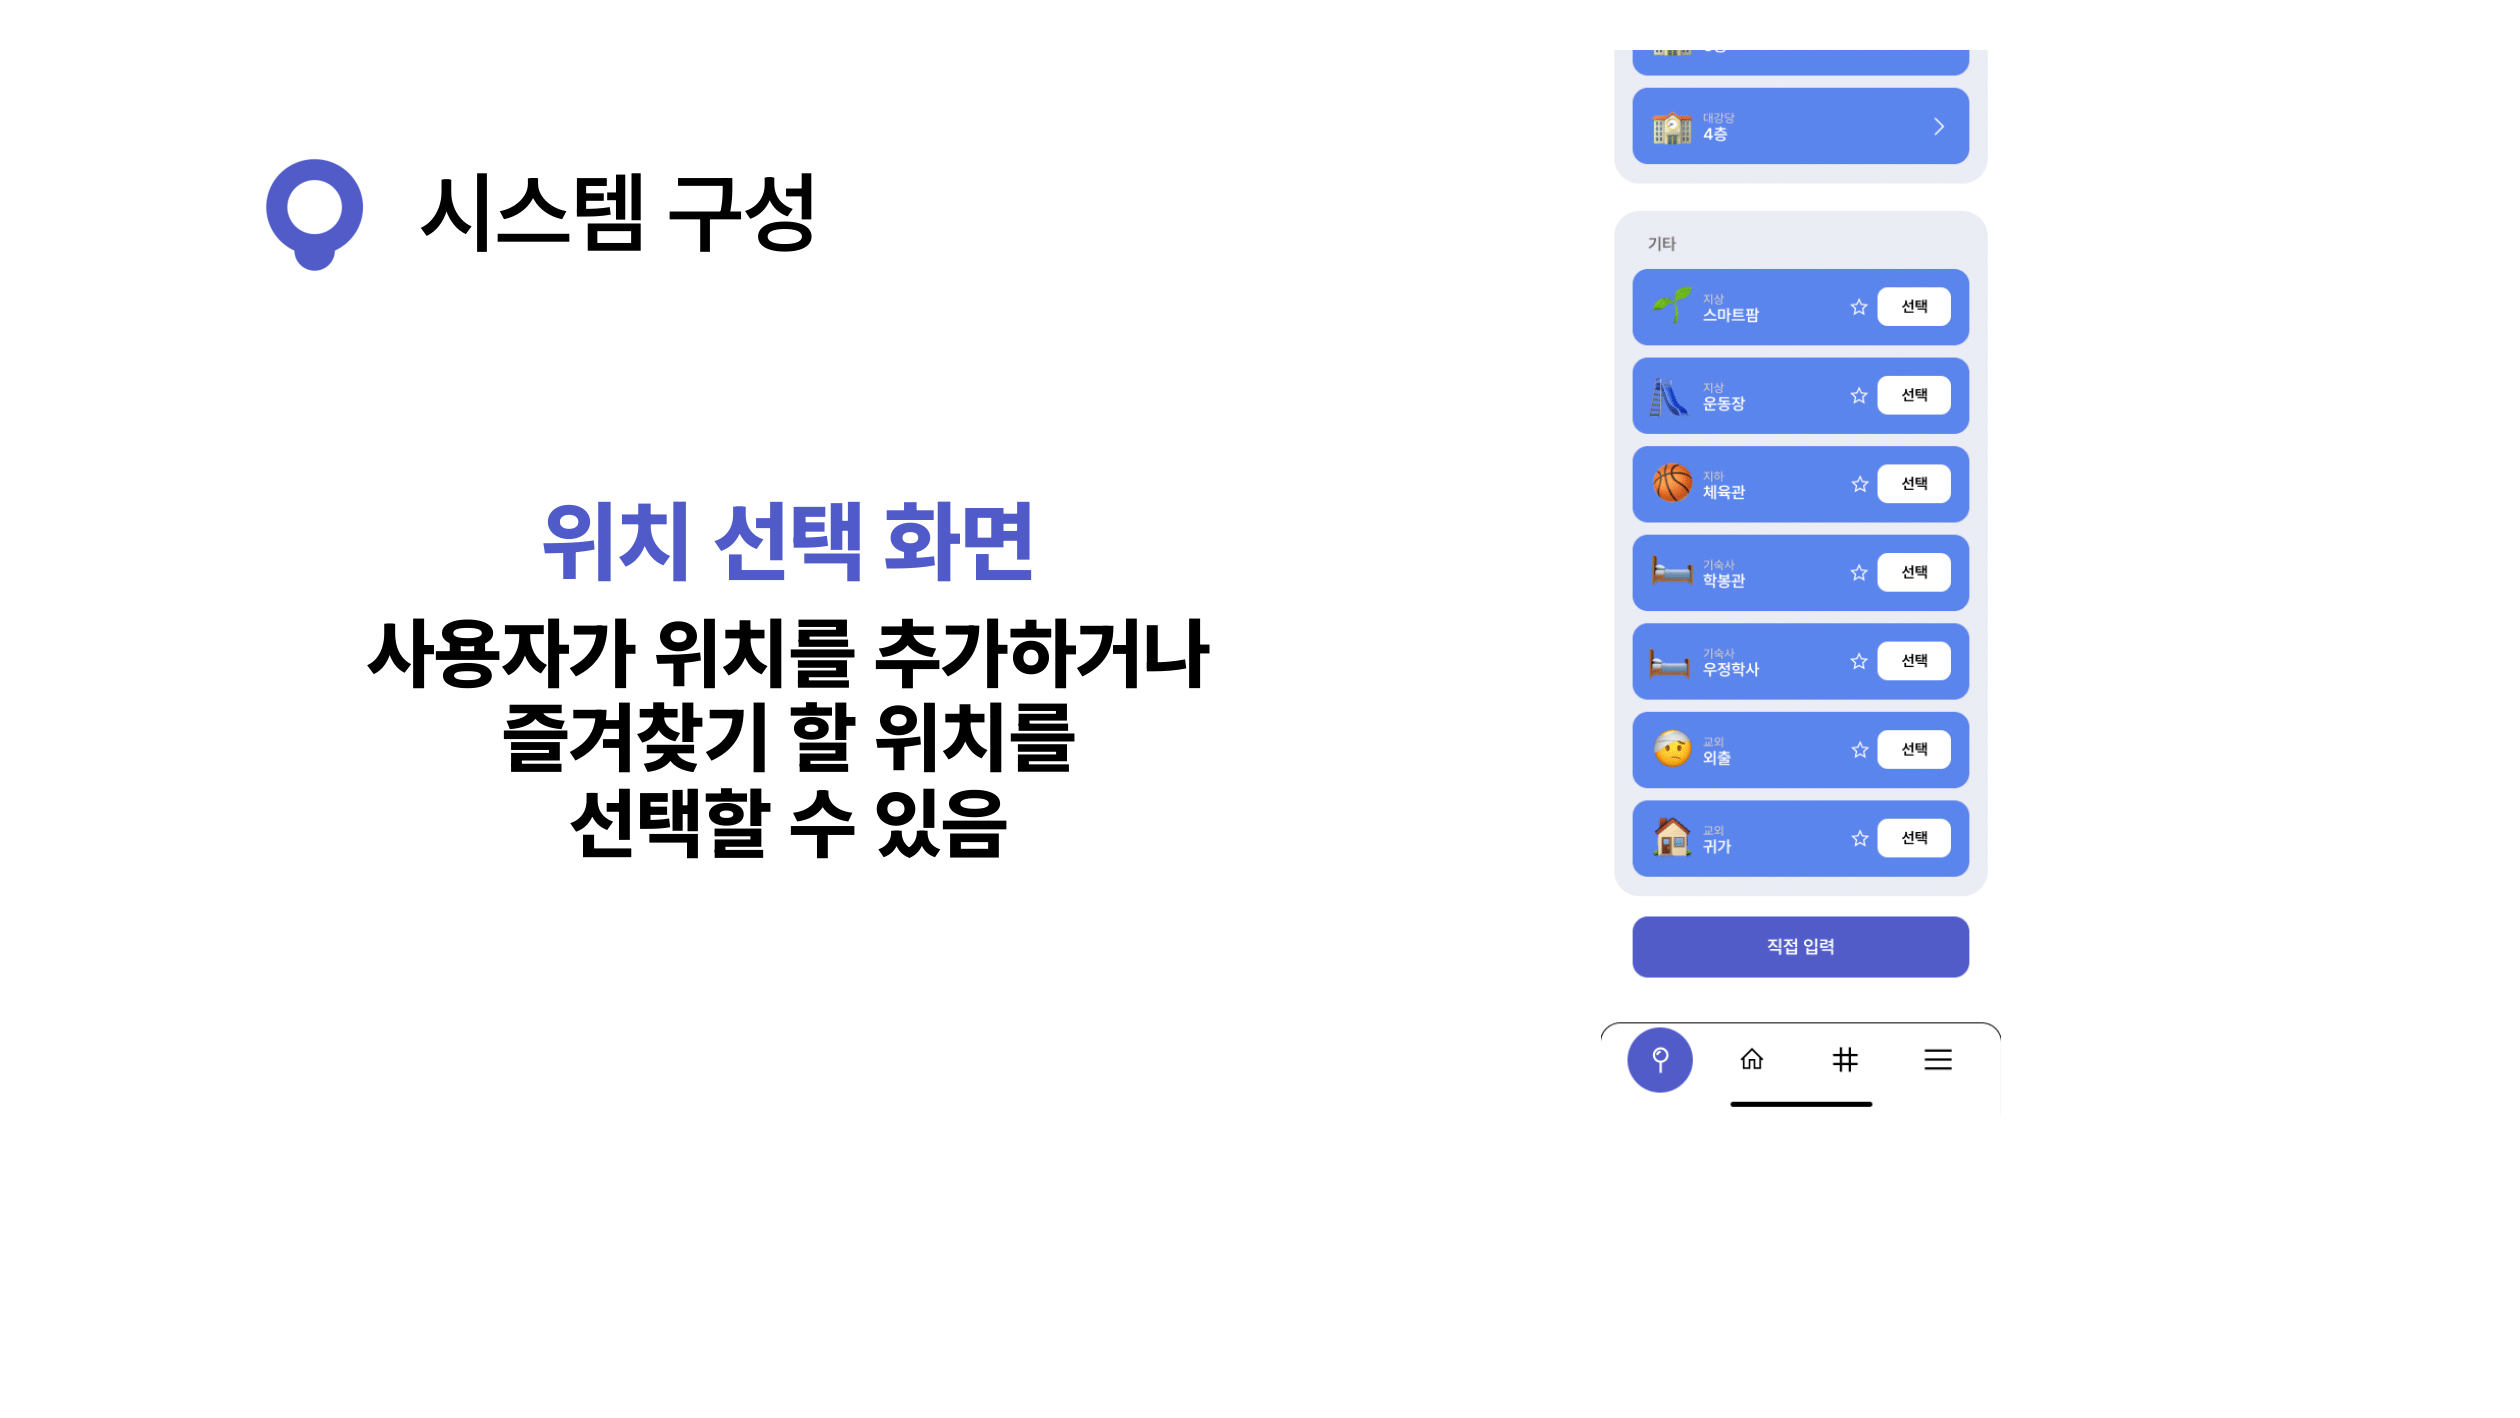 시스템 구성
위치 선택 화면
사용자가 위치를 추가하거나
즐겨찾기 할 위치를
선택할 수 있음
대강당
4층
기타
지상
스마트팜
선택
지상
운동장
선택
지하
체육관
선택
기숙사
학봉관
선택
기숙사
우정학사
선택
교외
외출
선택
교외
귀가
선택
직접 입력